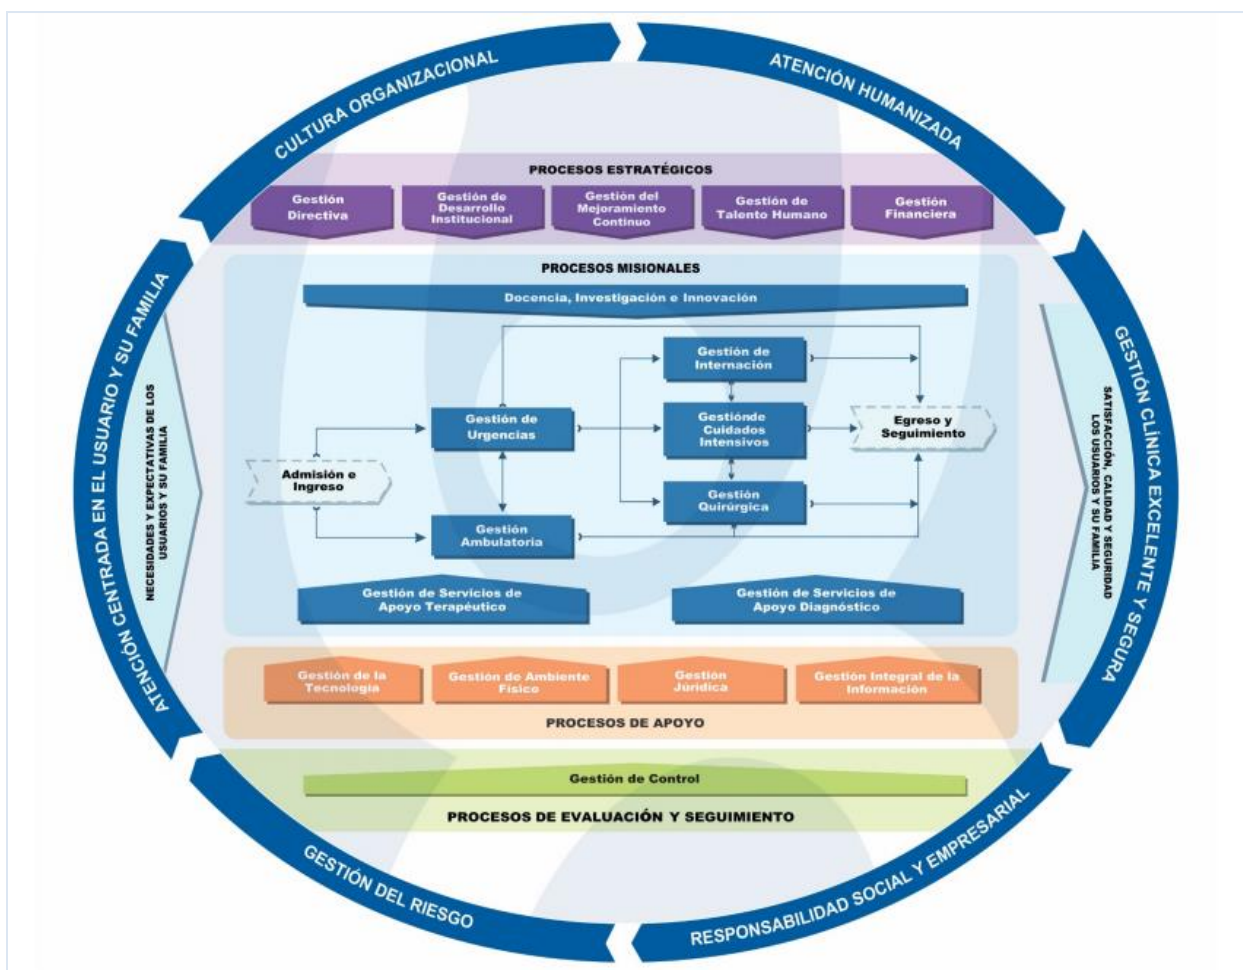 CULTURA ORGANIZACIONAL
ATENCIÓN HUMANIZADA
PROCESOS ESTRATÉGICOS
Gestión
Directiva
Gestión de
Desarrollo
Institucional
Gestión del
Mejoramiento
Contínuo
Gestión de
Talento Humano
Gestión
Financiera
PROCESOS MISIONALES
Docencia, Investigación e Innovación
ATENCIÓN CENTRADA EN EL USUARIO Y SU FAMILIA
NECESIDADES Y EXPECTATIVAS DE LOS
USUARIOS Y SU FAMILIA
Admisión e
Ingreso
Gestión de
Urgencias
Gestión
Ambulatoria
Gestión de
Internación
Gestiónde
Cuidados
Intensivos
Gestión
Quirúrgica
Egreso y
Seguimiento
SATISFACCIÓN, CALIDAD Y SEGURIDAD
LOS USUARIOS Y SU FAMILIA
GESTIÓN CLÍNICA EXCELENTE Y SEGURA
Gestión de Servicios de
Apoyo Terapéutico
Gestión de Servicios de
Apoyo Diagnóstico
Gestión de la
Tecnología
Gestión de Ambiente
Físico
Gestión
Júrídica
Gestión Integral de la
Información
PROCESOS DE APOYO
Gestión de Control
PROCESOS DE EVALUACIÓN Y SEGUIMIENTO
GESTIÓN DEL RIESGO
RESPONSABILIDAD SOCIAL Y EMPRESARIAL